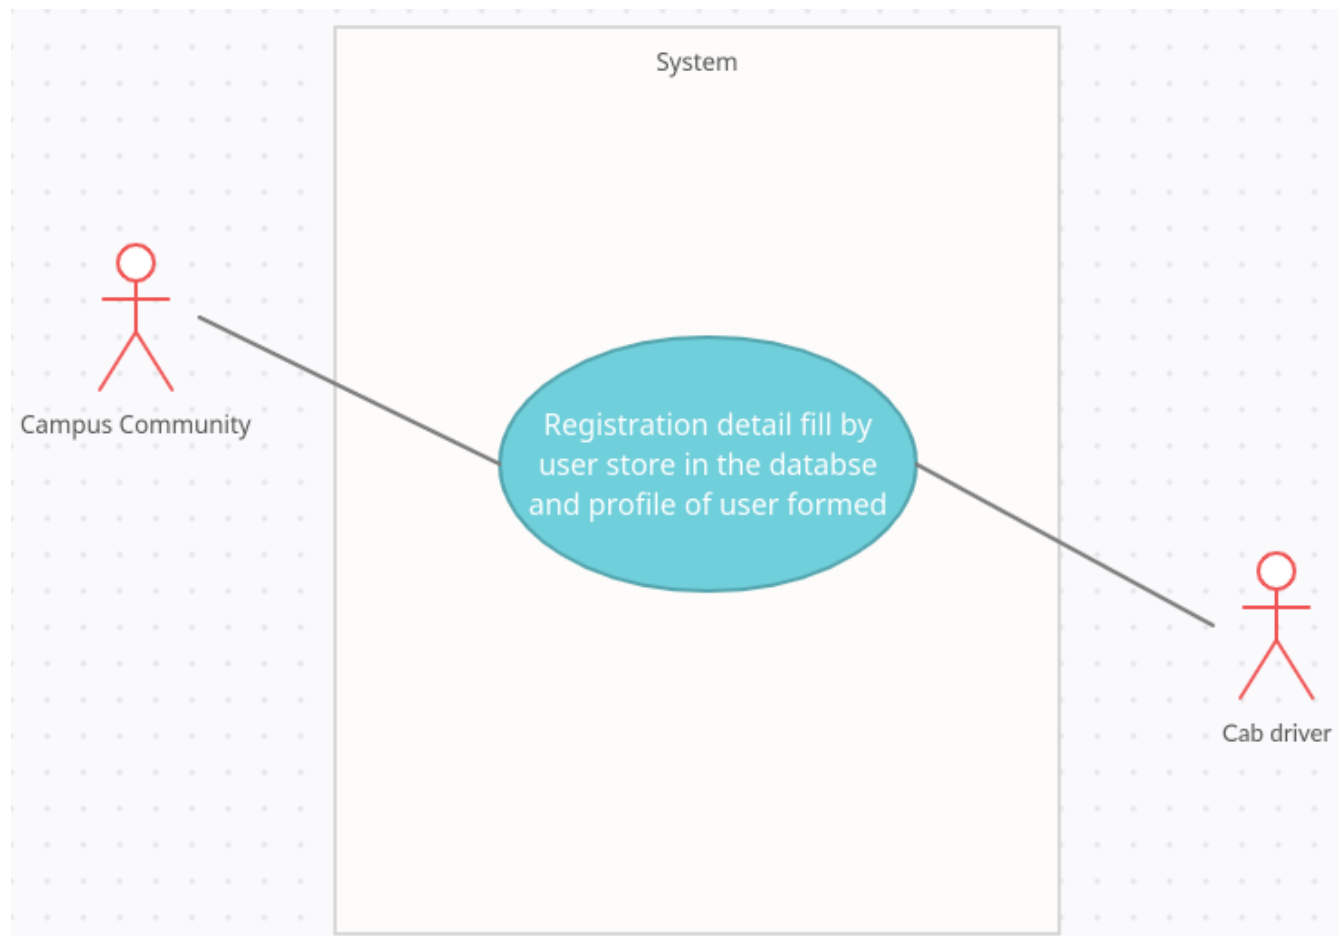 System
Campus Community
Registration detail fill by
user store in the databse
and profile of user formed
Cab driver